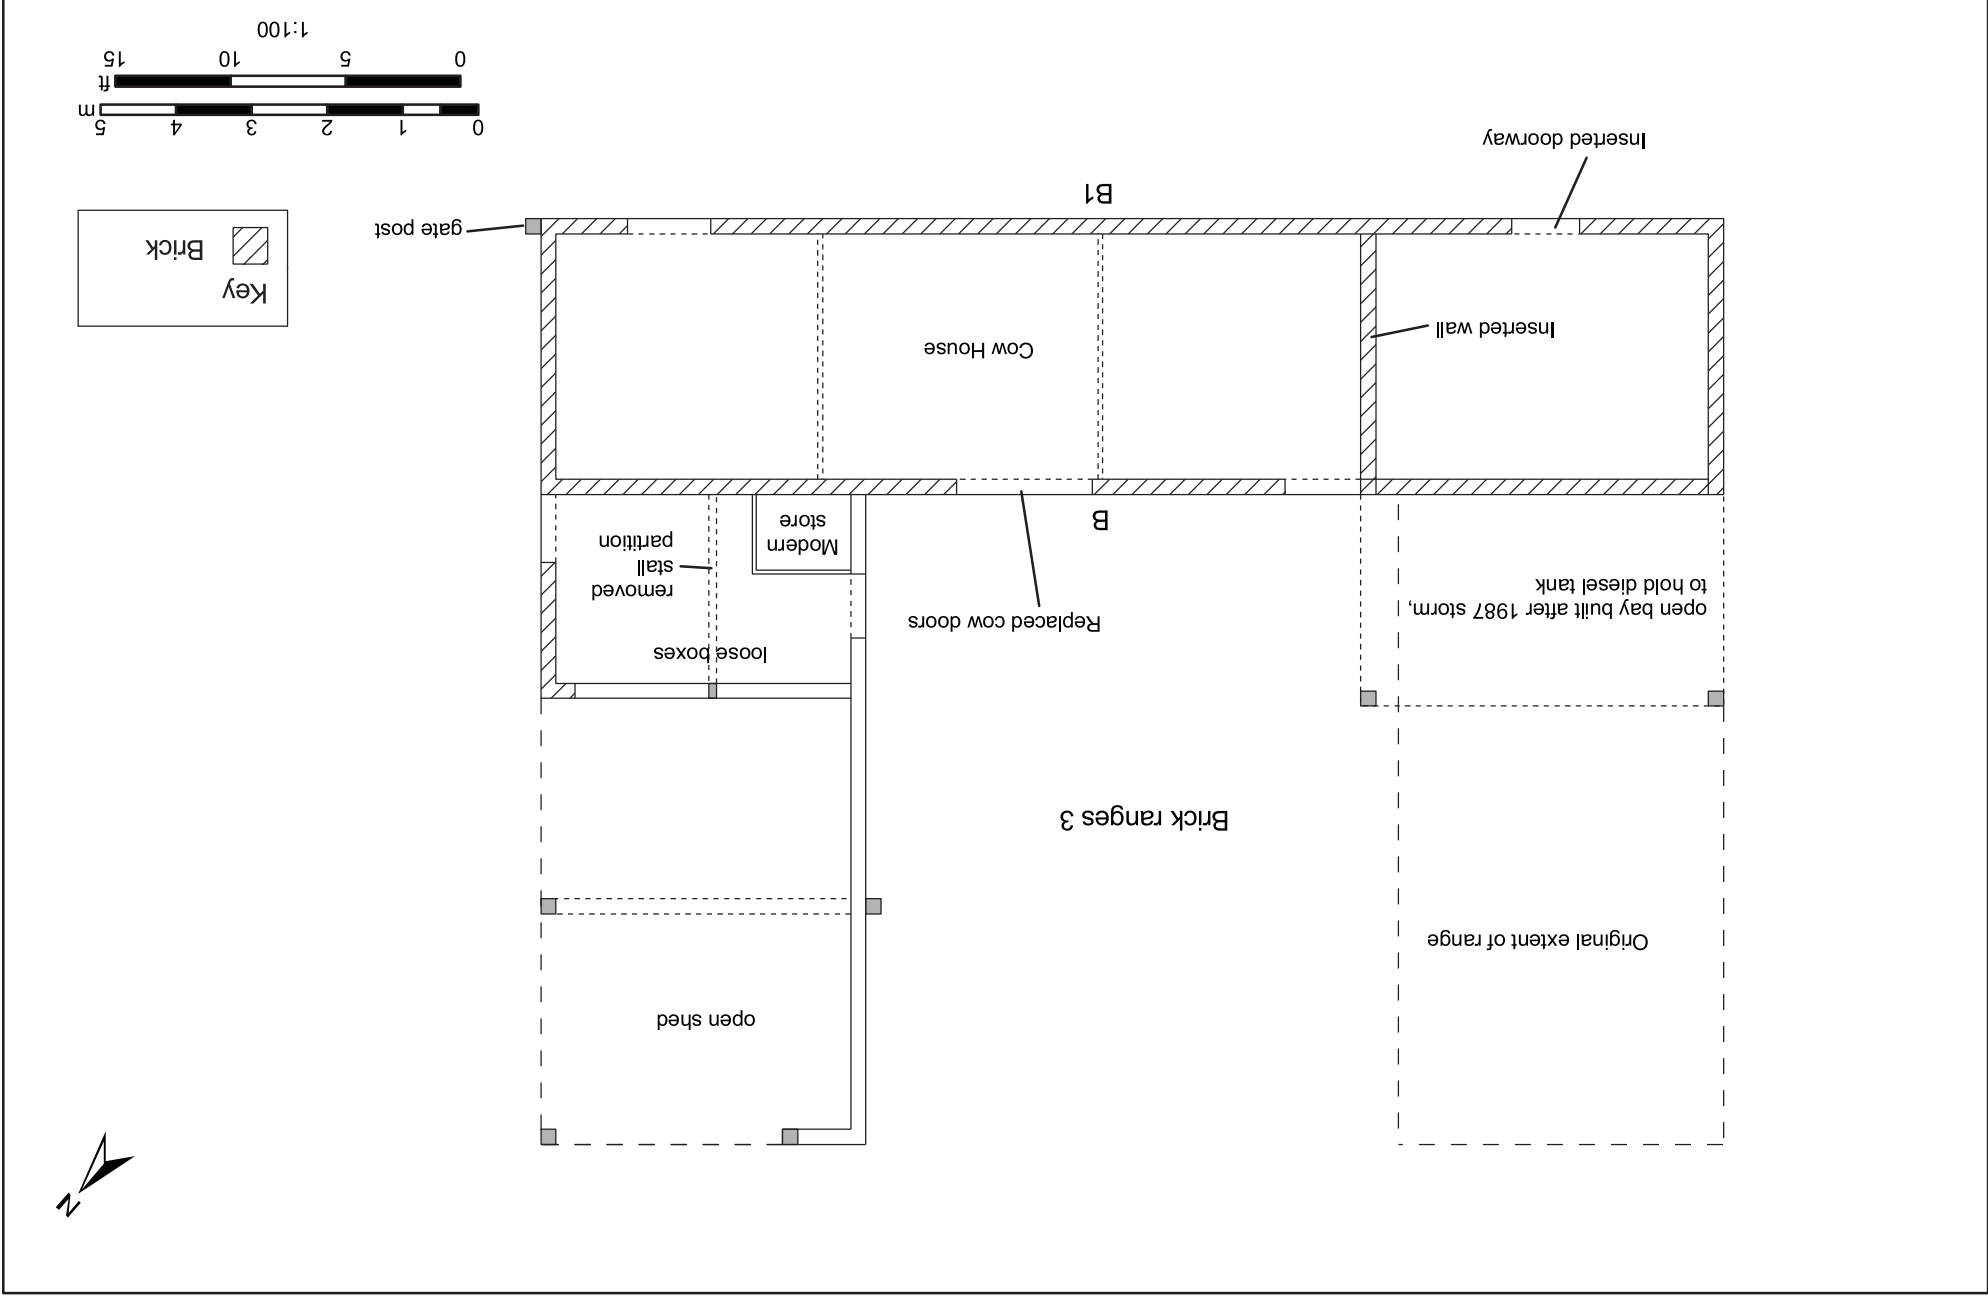 N
open shed
Original extent of range
Brick ranges 3
loose boxes
removed
stall
partition
Modern
store
Replaced cow doors
open bay built after 1987 storm,
to hold diesel tank
B
Cow House
Inserted wall
Key
Brick
gate post
B1
Inserted doorway
0 1 2 3 4 5
m
ft
0 5 10 15
1:100